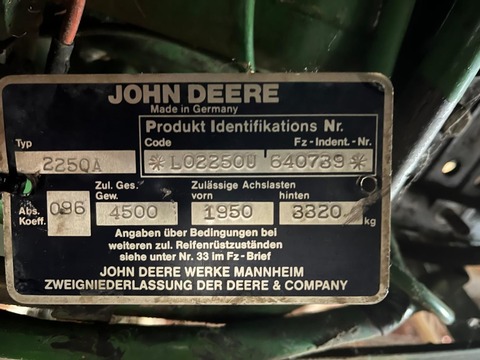 JOHN DEERE
Made in Germany
Produkt Identifikations Nr.
Typ Code Fz-Indent.-Nr.
2250A *L02250U 640739*
Zul. Ges. Zulässige Achslasten
Abs. Koeff. 096 Gew. vorn hinten
4500 1950 3320 kg
Angaben über Bedingungen bei
weiteren zul. Reifenrüstzuständen
siehe unter Nr. 33 im Fz-Brief
JOHN DEERE WERKE MANNHEIM
ZWEIGNIEDERLASSUNG DER DEERE & COMPANY